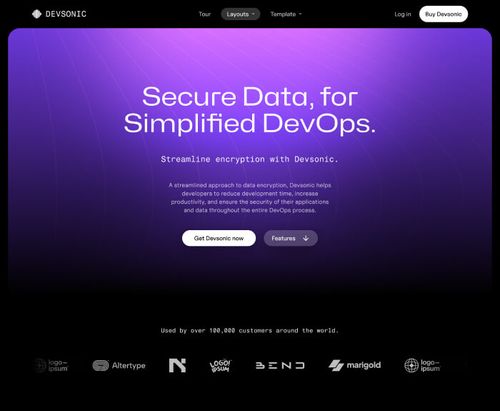 DEVSONIC
Tour
Layouts
Template
Log in
Buy Devsonic
Secure Data, for
Simplified DevOps.
Streamline encryption with Devsonic.
A streamlined approach to data encryption, Devsonic helps
developers to reduce development time, increase
productivity, and ensure the security of their applications
and data throughout the entire DevOps process.
Get Devsonic now
Features
Used by over 100,000 customers around the world.
logo—
ipsum
Altertype
LOGO!
IPSUM
BEND
marigold
logo—
ipsum